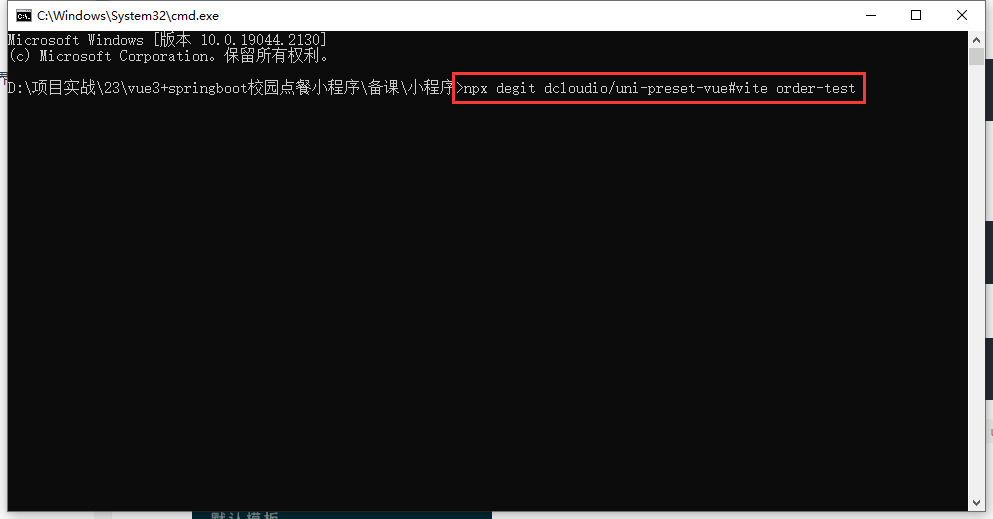 C:\Windows\System32\cmd.exe
Microsoft Windows [版本 10.0.19044.2130]
(c) Microsoft Corporation。保留所有权利。
D:\项目实战\23\vue3+springboot校园点餐小程序\备课\小程序>npx degit dcloudio/uni-preset-vue#vite order-test
默认模板